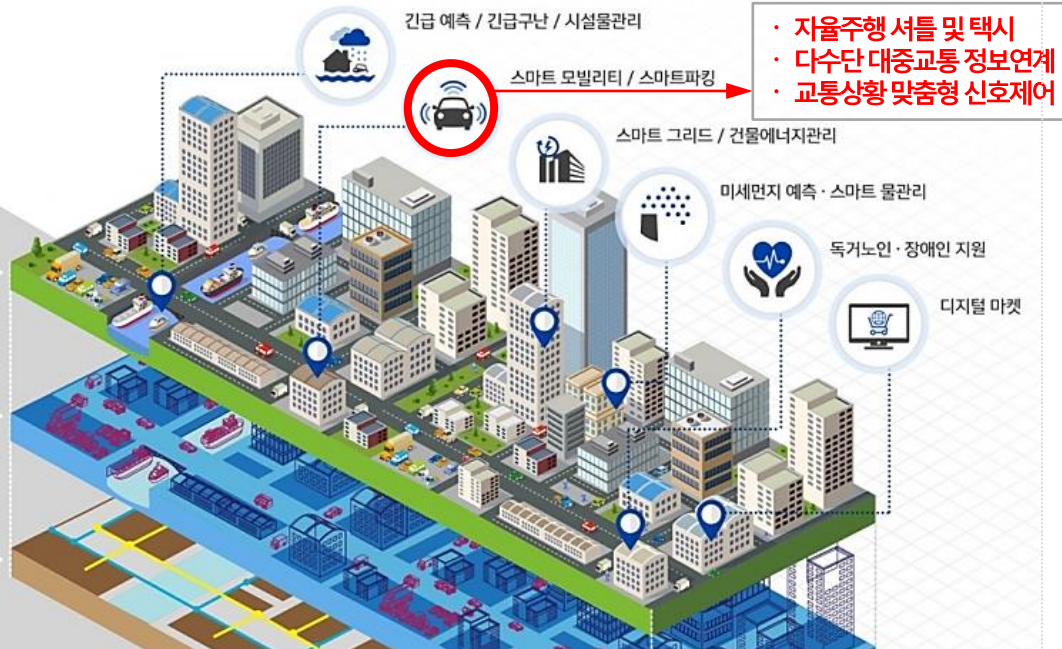 긴급 예측 / 긴급구난 / 시설물관리
· 자율주행 셔틀 및 택시
· 다수단 대중교통 정보연계
· 교통상황 맞춤형 신호제어
스마트 모빌리티 / 스마트파킹
스마트 그리드 / 건물에너지관리
미세먼지 예측 · 스마트 물관리
독거노인 · 장애인 지원
디지털 마켓